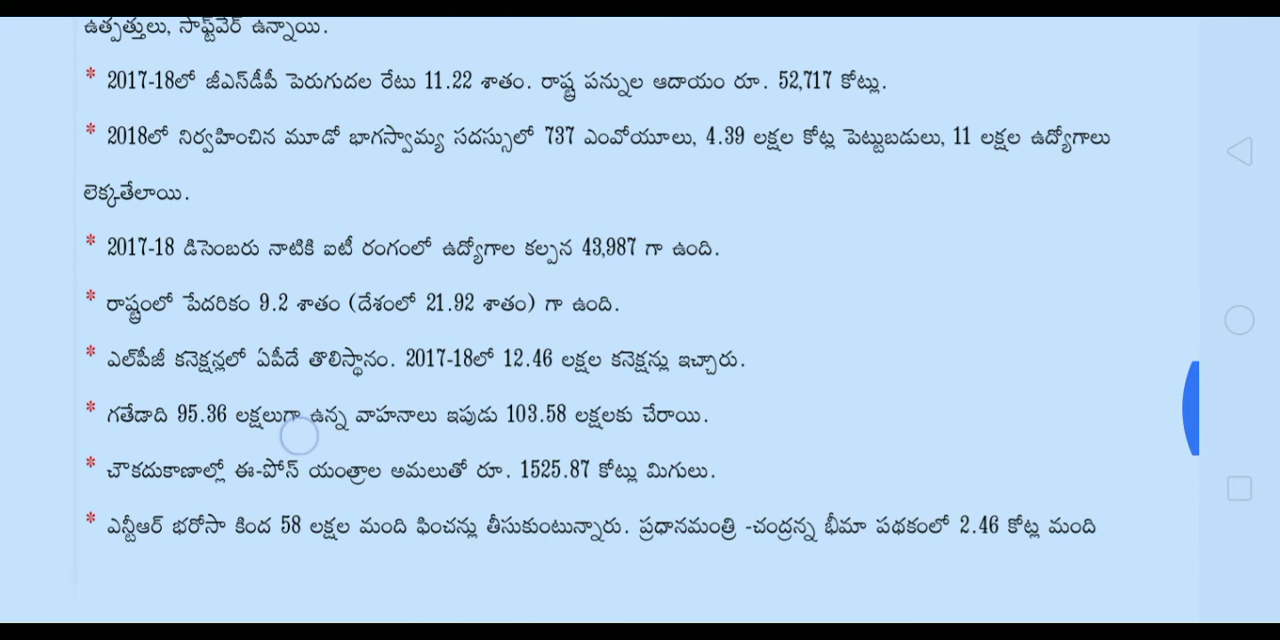 ఉత్పత్తులు, సాఫ్ట్‌వేర్ ఉన్నాయి.
* 2017-18లో జీఎస్‌డీపీ పెరుగుదల రేటు 11.22 శాతం. రాష్ట్ర పన్నుల ఆదాయం రూ. 52,717 కోట్లు.
* 2018లో నిర్వహించిన మూడో భాగస్వామ్య సదస్సులో 737 ఎంవోయూలు, 4.39 లక్షల కోట్ల పెట్టుబడులు, 11 లక్షల ఉద్యోగాలు
లెక్కతేలాయి.
* 2017-18 డిసెంబరు నాటికి ఐటీ రంగంలో ఉద్యోగాల కల్పన 43,987 గా ఉంది.
* రాష్ట్రంలో పేదరికం 9.2 శాతం (దేశంలో 21.92 శాతం) గా ఉంది.
* ఎల్‌పీజీ కనెక్షన్లలో ఏపీదే తొలిస్థానం. 2017-18లో 12.46 లక్షల కనెక్షన్లు ఇచ్చారు.
* గతేడాది 95.36 లక్షలుగా ఉన్న వాహనాలు ఇపుడు 103.58 లక్షలకు చేరాయి.
* చౌకదుకాణాల్లో ఈ-పోస్ యంత్రాల అమలుతో రూ. 1525.87 కోట్లు మిగులు.
* ఎన్టీఆర్ భరోసా కింద 58 లక్షల మంది ఫించన్లు తీసుకుంటున్నారు. ప్రధానమంత్రి -చంద్రన్న భీమా పథకంలో 2.46 కోట్ల మంది